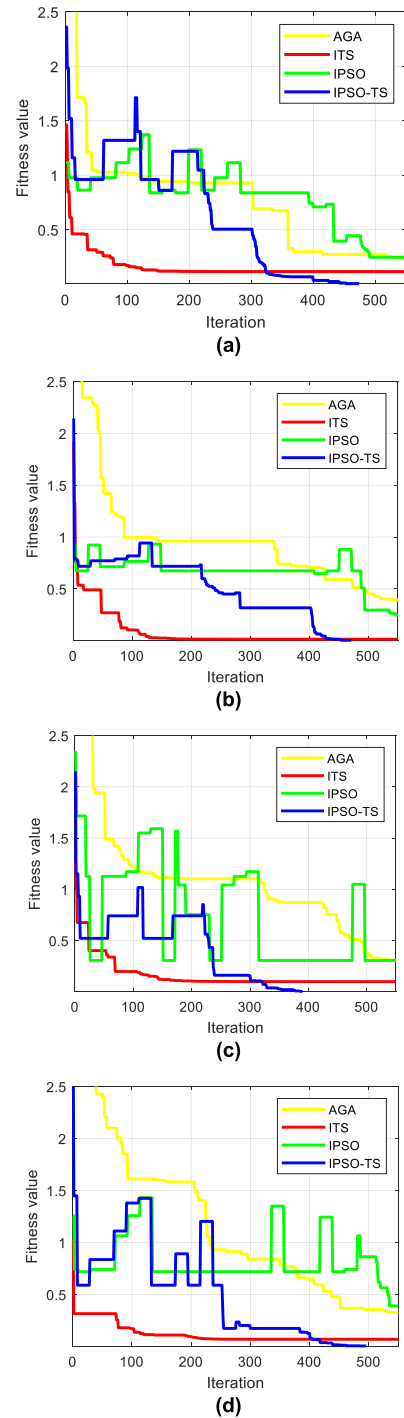 2.5
2
1.5
1
0.5
0
100
200
300
400
500
Fitness value
Iteration
AGA
ITS
IPSO
IPSO-TS
(a)
2.5
2
1.5
1
0.5
0
100
200
300
400
500
Fitness value
Iteration
AGA
ITS
IPSO
IPSO-TS
(b)
2.5
2
1.5
1
0.5
0
100
200
300
400
500
Fitness value
Iteration
AGA
ITS
IPSO
IPSO-TS
(c)
2.5
2
1.5
1
0.5
0
100
200
300
400
500
Fitness value
Iteration
AGA
ITS
IPSO
IPSO-TS
(d)